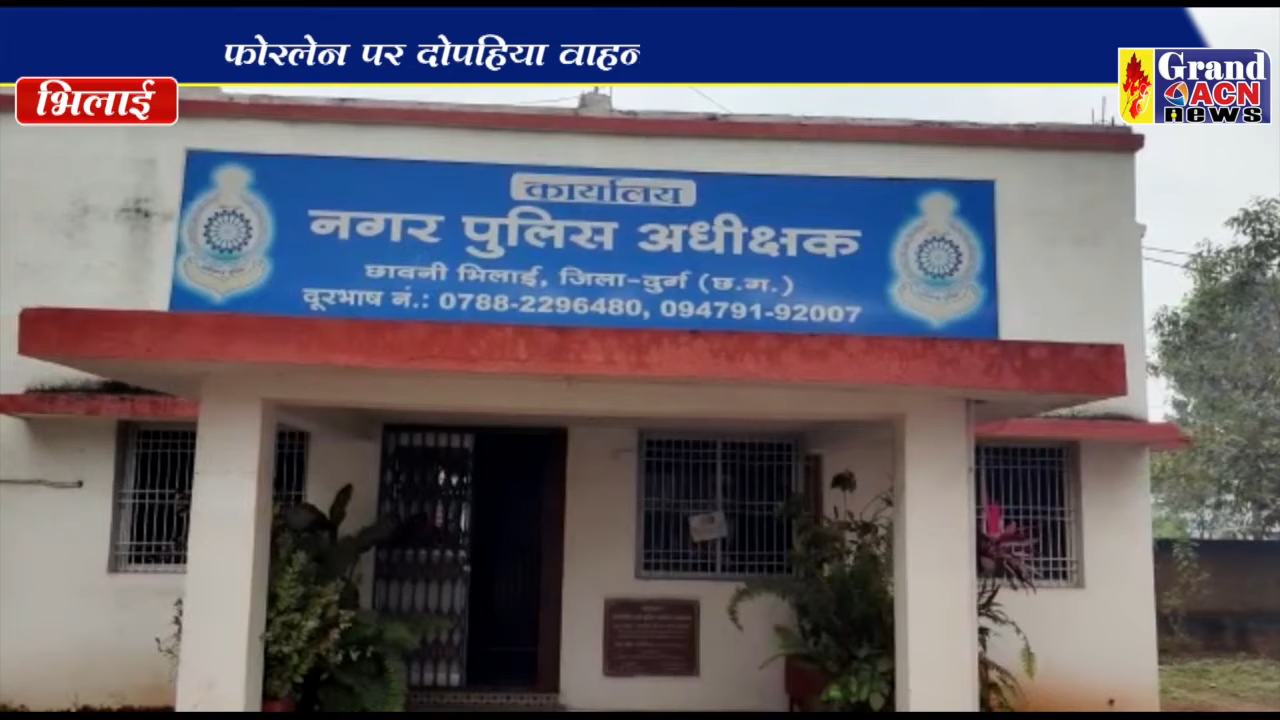 फोरलेन पर दोपहिया वाहन
भिलाई
Grand
ACN
news
कार्यालय
नगर पुलिस अधीक्षक
छावनी भिलाई, जिला-दुर्ग (छ.ग.)
दूरभाष नं.: 0788-2296480, 094791-92007